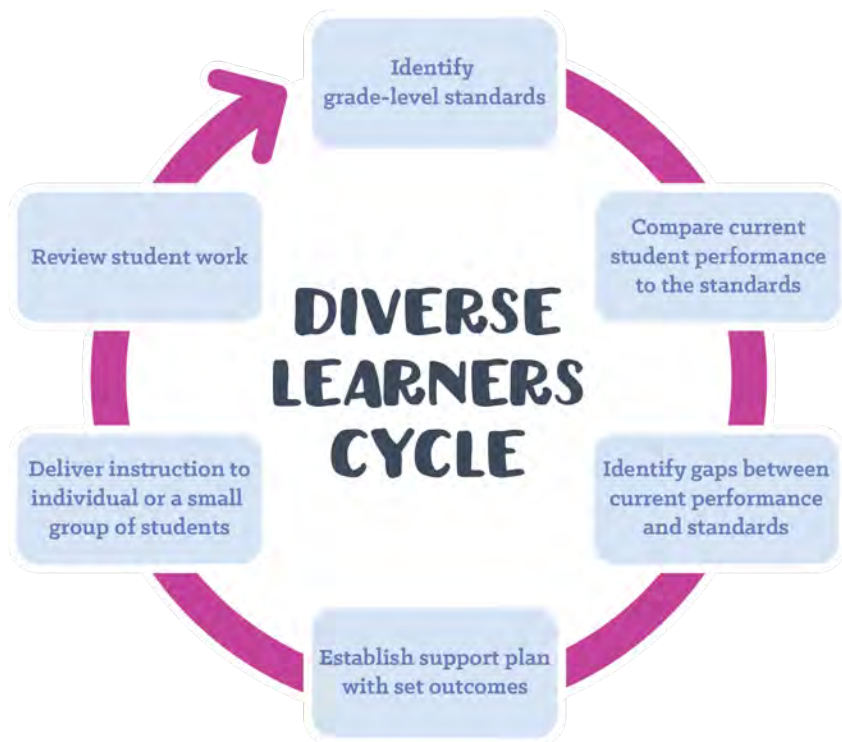 Identify
grade-level standards
Compare current
student performance
to the standards
Identify gaps between
current performance
and standards
Establish support plan
with set outcomes
Deliver instruction to
individual or a small
group of students
Review student work
DIVERSE
LEARNERS
CYCLE